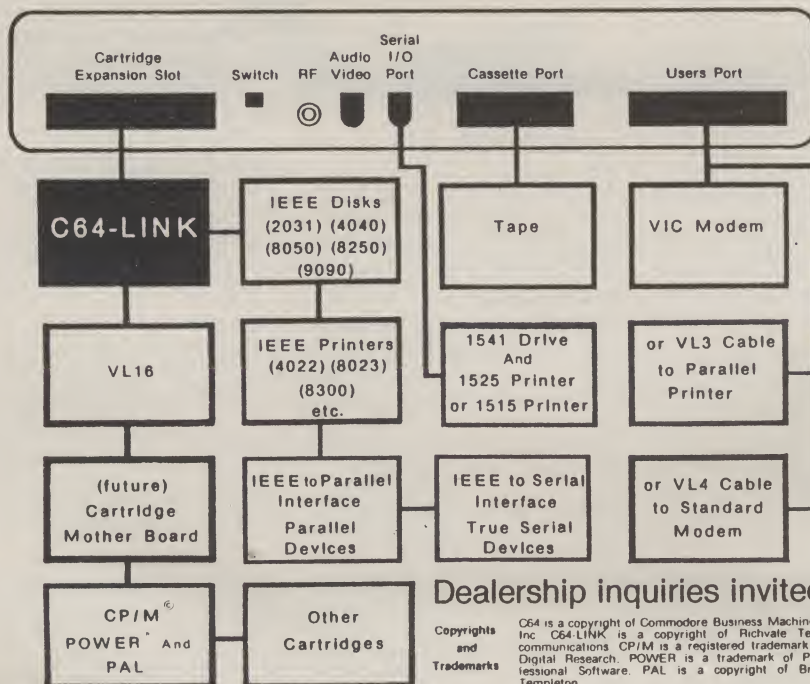 Cartridge
Expansion Slot
Switch
RF
Audio
Video
Serial
I/O
Port
Cassette Port
Users Port
C64-LINK
IEEE Disks
(2031) (4040)
(8050) (8250)
(9090)
Tape
VIC Modem
VL16
IEEE Printers
(4022) (8023)
(8300)
etc.
1541 Drive
And
1525 Printer
or 1515 Printer
or VL3 Cable
to Parallel
Printer
(future)
Cartridge
Mother Board
IEEE to Parallel
Interface
Parallel
Devices
IEEE to Serial
Interface
True Serial
Devices
or VL4 Cable
to Standard
Modem
CP/M©
POWER* And
PAL
Other
Cartridges
Dealership inquiries invited
Copyrights
and
Trademarks
C64 is a copyright of Commodore Business Machin
Inc C64-LINK is a copyright of Richvale Te
communications CP/M is a registered trademark
Digital Research. POWER is a trademark of P
fessional Software. PAL is a copyright of Br
Templeton